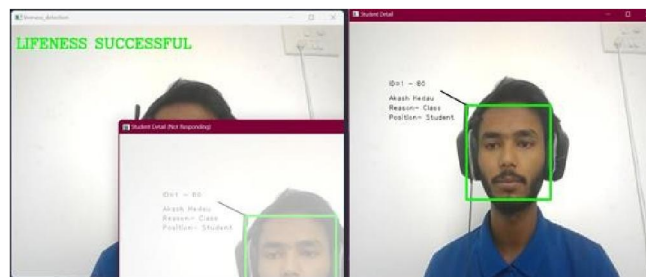 liveness_detection
LIFENESS SUCCESSFUL
Student Detail (Not Responding)
ID=1 - 80
Akash Hedau
Reason- Class
Position- Student
Student Detail
ID=1 - 80
Akash Hedau
Reason- Class
Position- Student